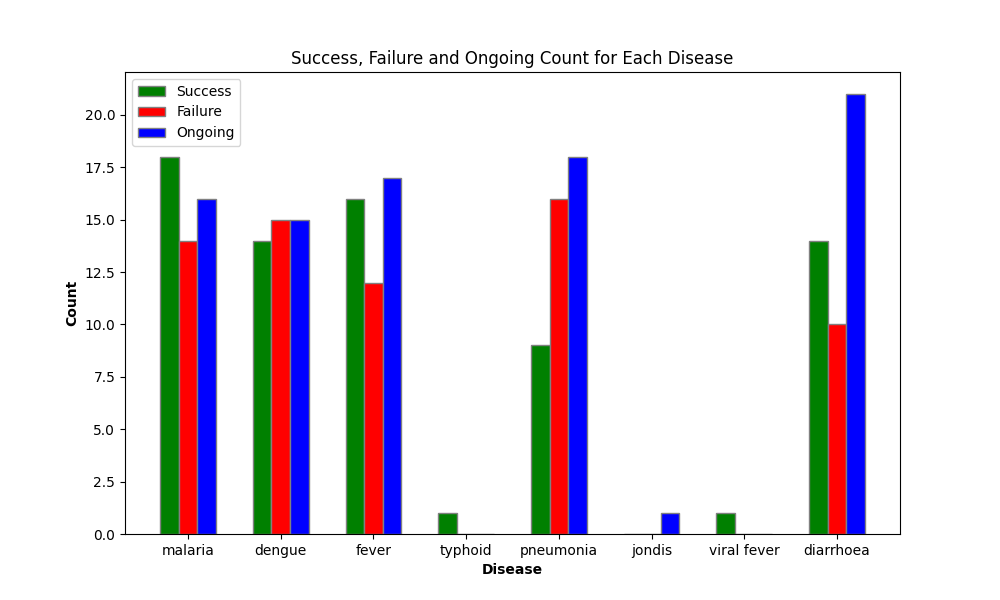 Success, Failure and Ongoing Count for Each Disease
Success
Failure
Ongoing
20.0
17.5
15.0
12.5
10.0
7.5
5.0
2.5
0.0
Count
malaria dengue fever typhoid pneumonia jondis viral fever diarrhoea
Disease